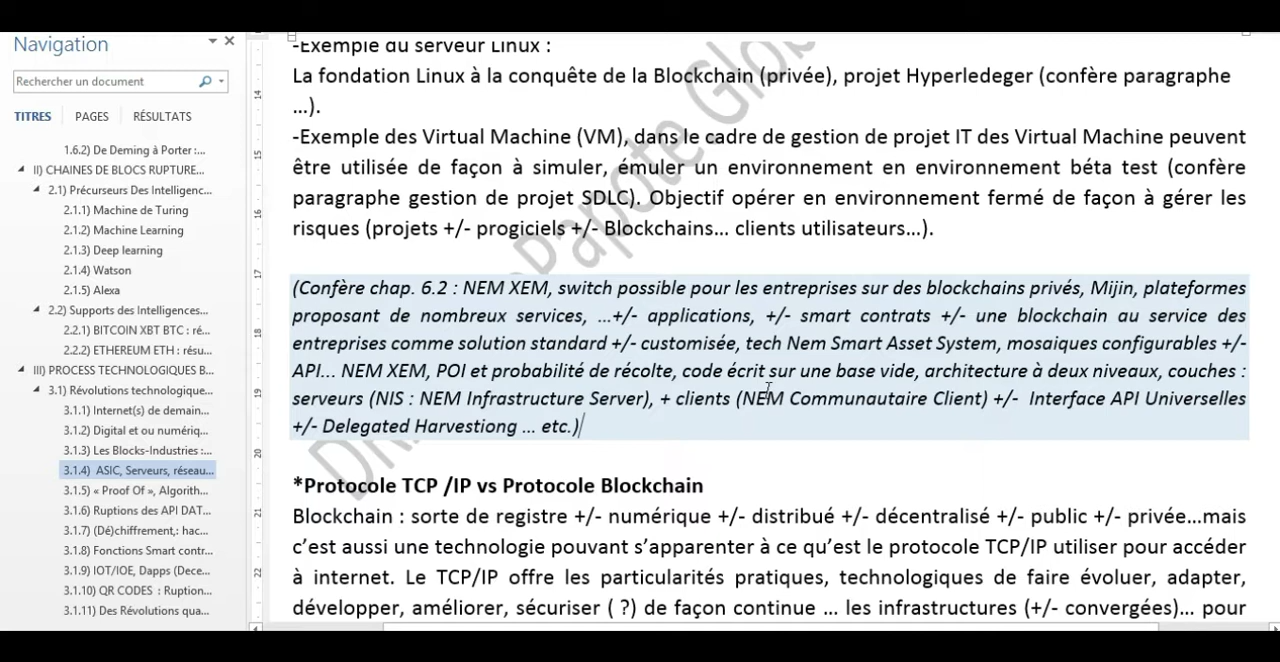 Navigation
Rechercher un document
TITRES PAGES RÉSULTATS
1.6.2) De Deming à Porter :...
II) CHAINES DE BLOCS RUPTURE...
2.1) Précurseurs Des Intelligenc...
2.1.1) Machine de Turing
2.1.2) Machine Learning
2.1.3) Deep learning
2.1.4) Watson
2.1.5) Alexa
2.2) Supports des Intelligences...
2.2.1) BITCOIN XBT BTC : ré...
2.2.2) ETHEREUM ETH : résu...
III) PROCESS TECHNOLOGIQUES B...
3.1) Révolutions technologique...
3.1.1) Internet(s) de demain...
3.1.2) Digital et ou numériq...
3.1.3) Les Blocks-Industries :...
3.1.4) ASIC, Serveurs, réseau...
3.1.5) « Proof Of », Algorith...
3.1.6) Ruptions des API DAT...
3.1.7) (Dé)chiffrement,: hac...
3.1.8) Fonctions Smart contr...
3.1.9) IOT/IOE, Dapps (Dece...
3.1.10) QR CODES : Ruption...
3.1.11) Des Révolutions qua...
14
15
16
17
18
19
20
21
22
-Exemple du serveur Linux :
La fondation Linux à la conquête de la Blockchain (privée), projet Hyperledeger (confère paragraphe
...).
-Exemple des Virtual Machine (VM), dans le cadre de gestion de projet IT des Virtual Machine peuvent
être utilisée de façon à simuler, émuler un environnement en environnement béta test (confère
paragraphe gestion de projet SDLC). Objectif opérer en environnement fermé de façon à gérer les
risques (projets +/- progiciels +/- Blockchains... clients utilisateurs...).
(Confère chap. 6.2 : NEM XEM, switch possible pour les entreprises sur des blockchains privés, Mijin, plateformes
proposant de nombreux services, ...+/- applications, +/- smart contrats +/- une blockchain au service des
entreprises comme solution standard +/- customisée, tech Nem Smart Asset System, mosaiques configurables +/-
API... NEM XEM, POI et probabilité de récolte, code écrit sur une base vide, architecture à deux niveaux, couches :
serveurs (NIS : NEM Infrastructure Server), + clients (NEM Communautaire Client) +/- Interface API Universelles
+/- Delegated Harvestiong ... etc.)
*Protocole TCP /IP vs Protocole Blockchain
Blockchain : sorte de registre +/- numérique +/- distribué +/- décentralisé +/- public +/- privée...mais
c'est aussi une technologie pouvant s'apparenter à ce qu'est le protocole TCP/IP utiliser pour accéder
à internet. Le TCP/IP offre les particularités pratiques, technologiques de faire évoluer, adapter,
développer, améliorer, sécuriser ( ?) de façon continue ... les infrastructures (+/- convergées)... pour